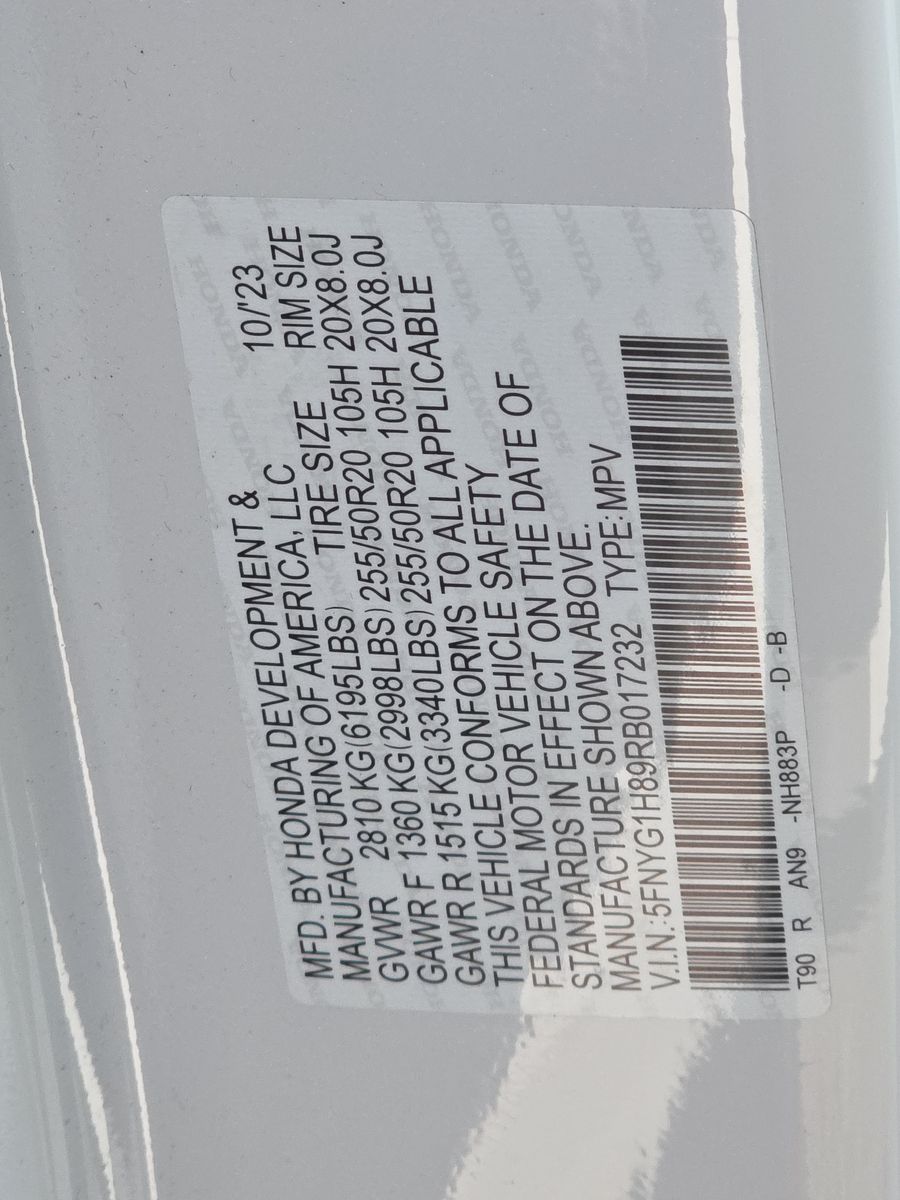 MFD. BY HONDA DEVELOPMENT & 10/'23
MANUFACTURING OF AMERICA, LLC
GVWR 2810 KG(6195LBS) TIRE SIZE RIM SIZE
GAWR F 1360 KG(2998LBS) 255/50R20 105H 20X8.0J
GAWR R 1515 KG(3340LBS) 255/50R20 105H 20X8.0J
THIS VEHICLE CONFORMS TO ALL APPLICABLE
FEDERAL MOTOR VEHICLE SAFETY
STANDARDS IN EFFECT ON THE DATE OF
MANUFACTURE SHOWN ABOVE.
V.I.N.:5FNYG1H89RB017232 TYPE:MPV
T90 R AN9 -NH883P -D -B